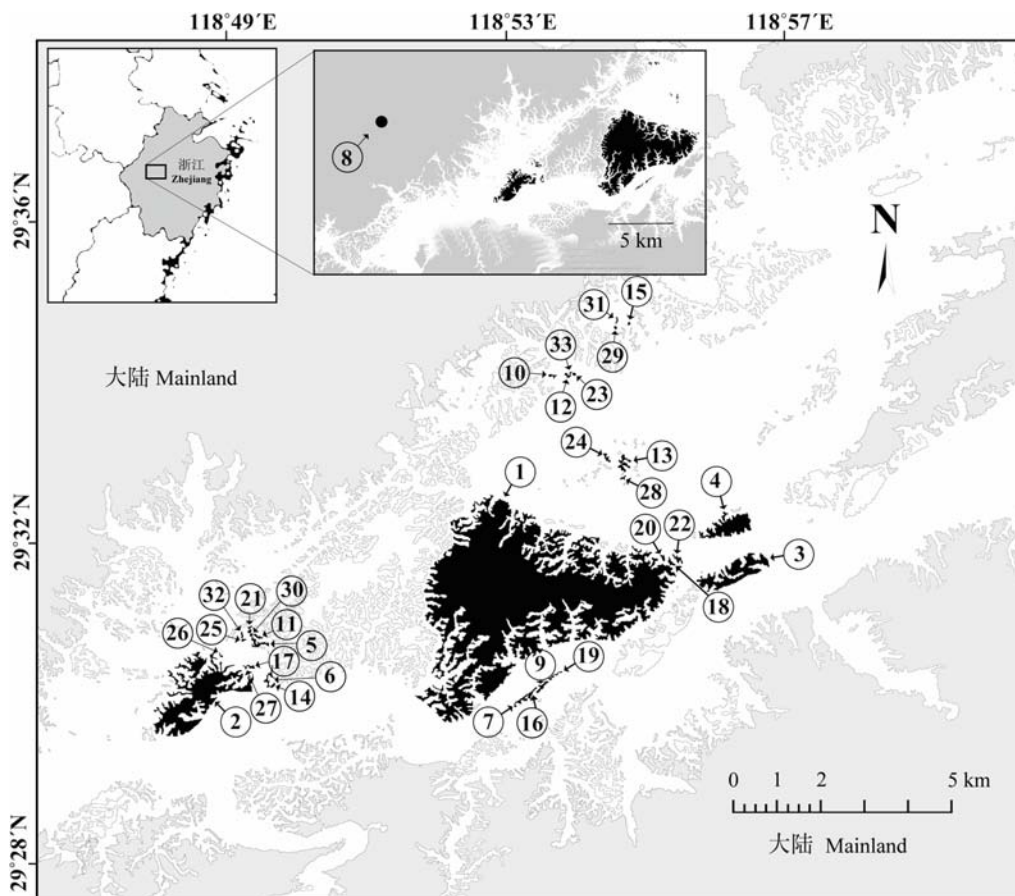 118°49′E
118°53′E
118°57′E
29°36′N
29°32′N
29°28′N
浙江
Zhejiang
8
5 km
N
大陆 Mainland
31
15
33
29
10
12
23
24
13
1
28
4
20
22
3
18
32
21
30
26
25
11
5
17
6
9
19
2
27
14
7
16
0
1
2
5 km
大陆 Mainland